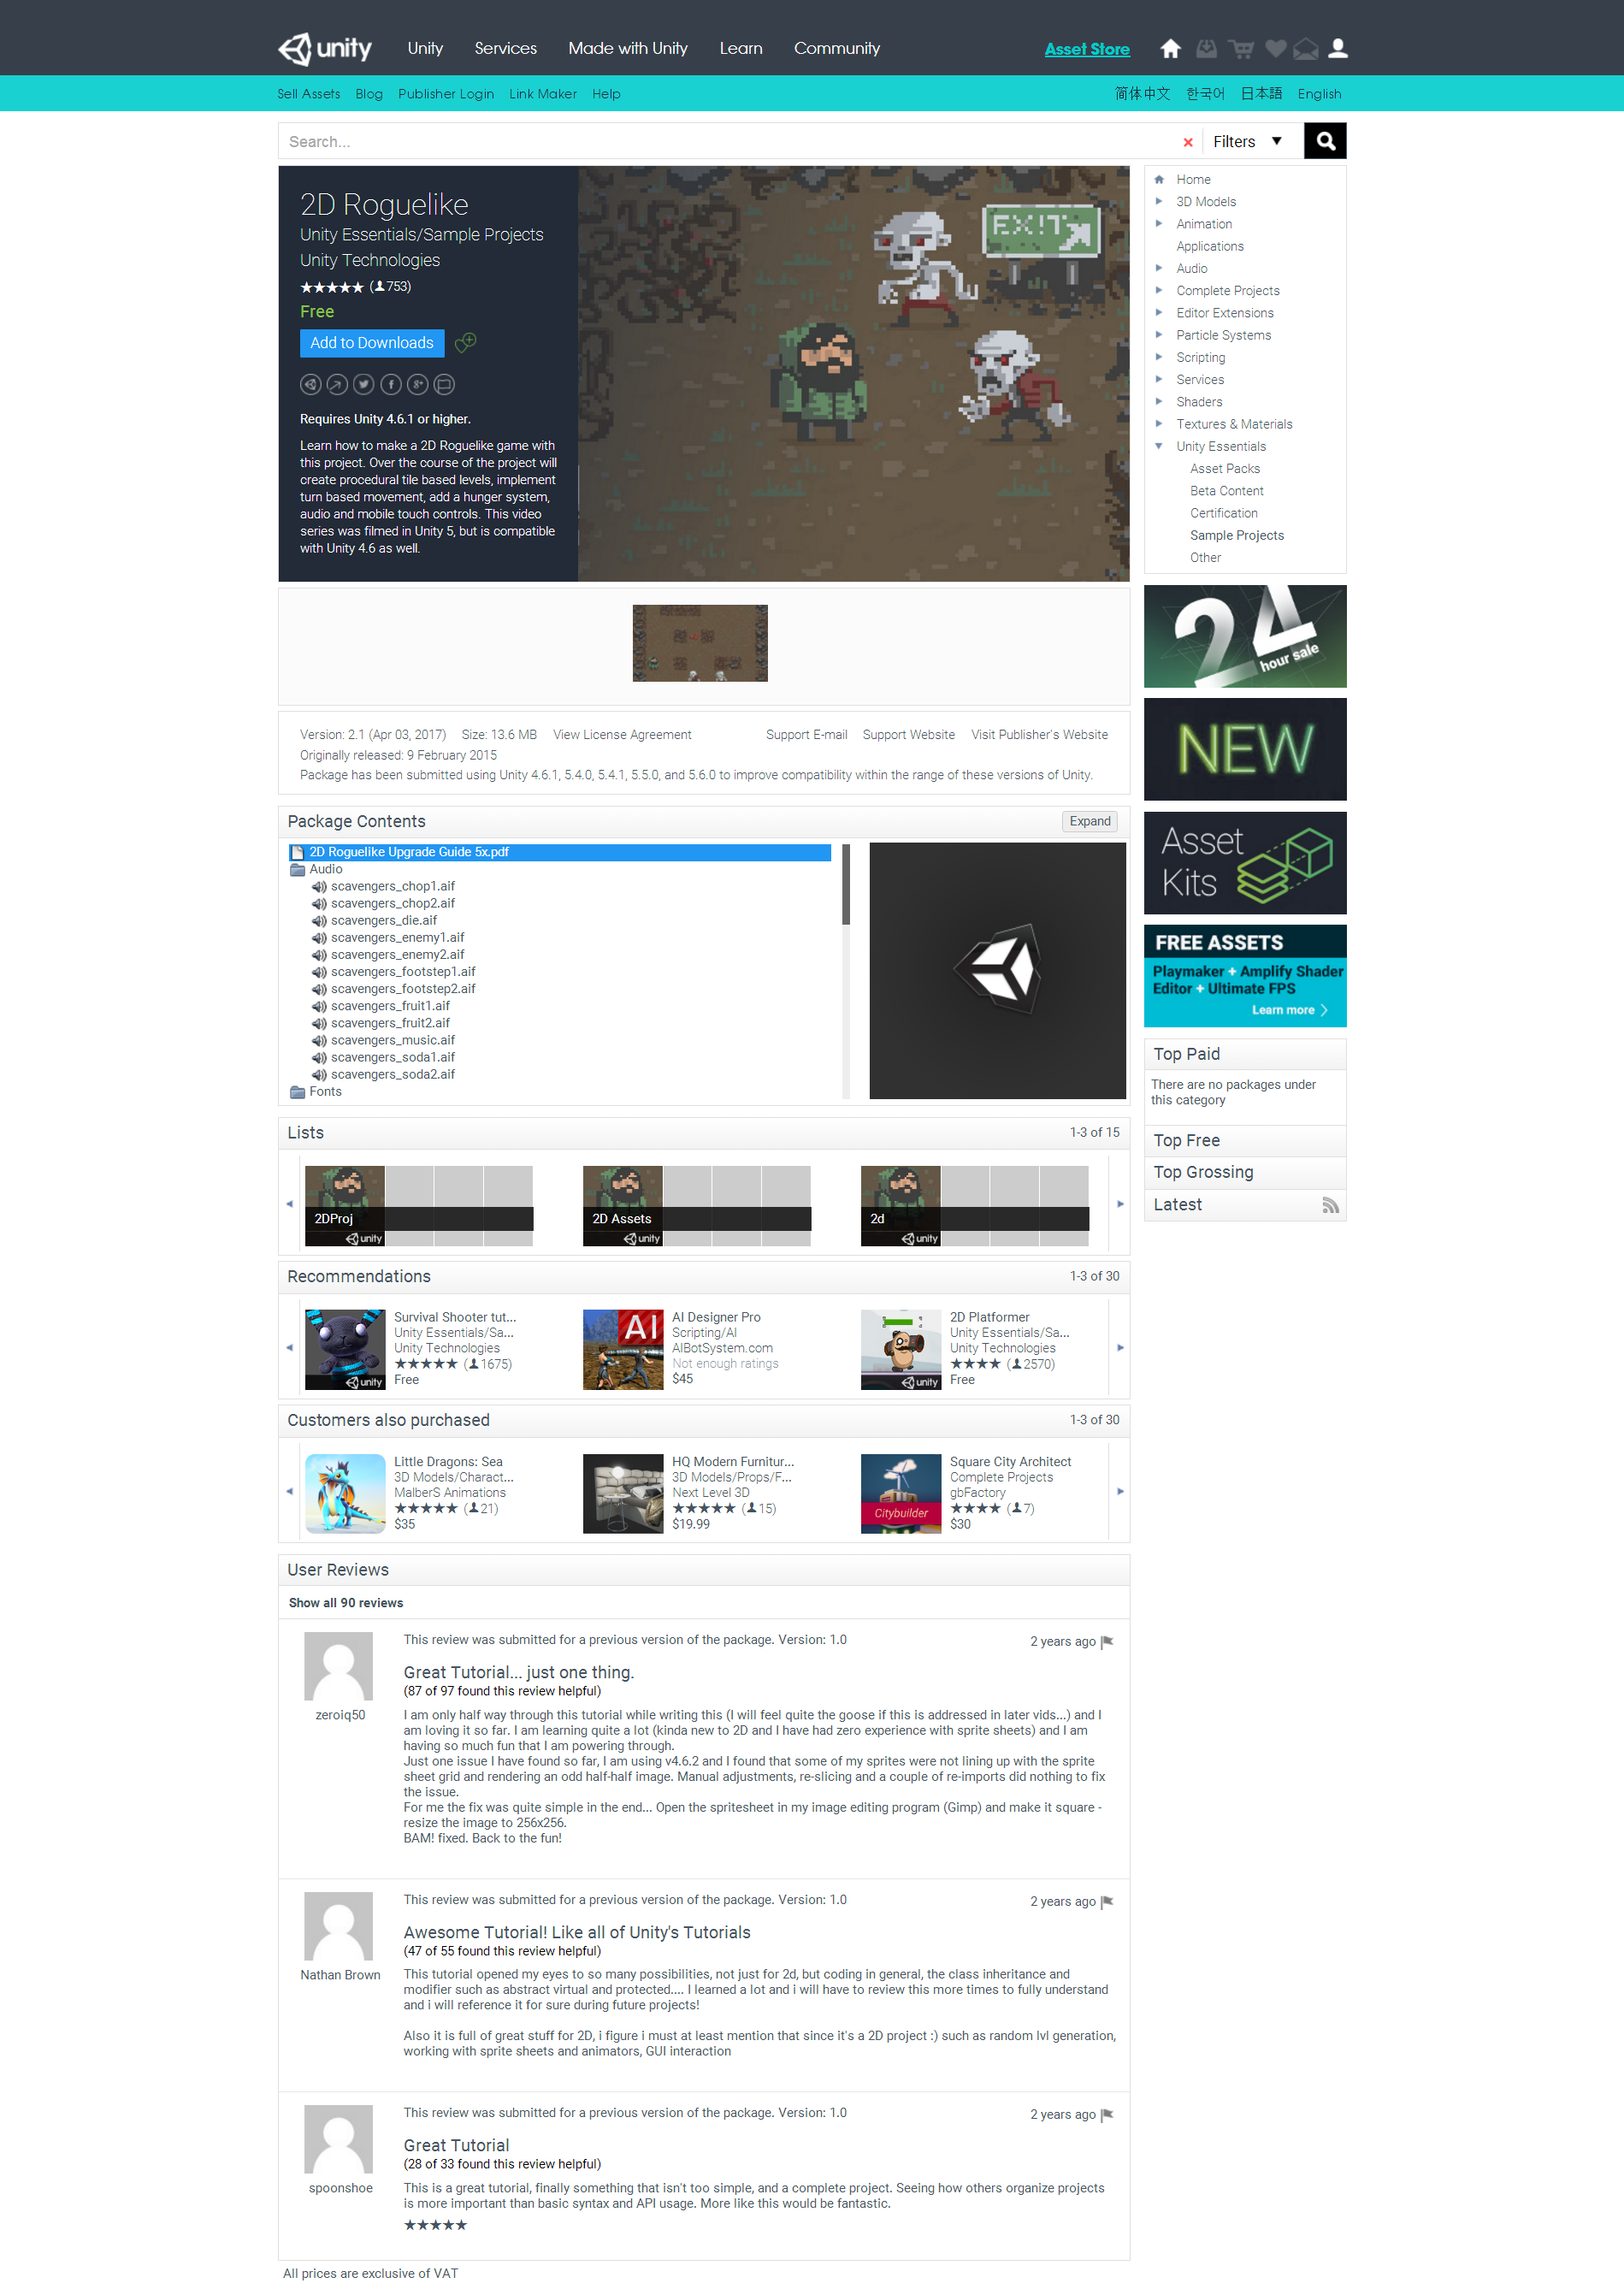 unity
Unity Services Made with Unity Learn Community Asset Store
Sell Assets Blog Publisher Login Link Maker Help 简体中文 한국어 日本語 English
Search... × Filters ▼
2D Roguelike
Unity Essentials/Sample Projects
Unity Technologies
★★★★★ (753)
Free
Add to Downloads
Requires Unity 4.6.1 or higher.
Learn how to make a 2D Roguelike game with
this project. Over the course of the project will
create procedural tile based levels, implement
turn based movement, add a hunger system,
audio and mobile touch controls. This video
series was filmed in Unity 5, but is compatible
with Unity 4.6 as well.
EXIT
Home
3D Models
Animation
Applications
Audio
Complete Projects
Editor Extensions
Particle Systems
Scripting
Services
Shaders
Textures & Materials
Unity Essentials
Asset Packs
Beta Content
Certification
Sample Projects
Other
24
hour sale
NEW
Asset
Kits
FREE ASSETS
Playmaker + Amplify Shader
Editor + Ultimate FPS
Learn more >
Top Paid
There are no packages under
this category
Top Free
Top Grossing
Latest
Version: 2.1 (Apr 03, 2017) Size: 13.6 MB View License Agreement Support E-mail Support Website Visit Publisher's Website
Originally released: 9 February 2015
Package has been submitted using Unity 4.6.1, 5.4.0, 5.4.1, 5.5.0, and 5.6.0 to improve compatibility within the range of these versions of Unity.
Package Contents Expand
2D Roguelike Upgrade Guide 5x.pdf
Audio
scavengers_chop1.aif
scavengers_chop2.aif
scavengers_die.aif
scavengers_enemy1.aif
scavengers_enemy2.aif
scavengers_footstep1.aif
scavengers_footstep2.aif
scavengers_fruit1.aif
scavengers_fruit2.aif
scavengers_music.aif
scavengers_soda1.aif
scavengers_soda2.aif
Fonts
Lists 1-3 of 15
2DProj
unity
2D Assets
unity
2d
unity
Recommendations 1-3 of 30
Survival Shooter tut...
Unity Essentials/Sa...
Unity Technologies
★★★★★ (1675)
Free
unity
AI
AI Designer Pro
Scripting/AI
AIBotSystem.com
Not enough ratings
$45
2D Platformer
Unity Essentials/Sa...
Unity Technologies
★★★★ (2570)
Free
unity
Customers also purchased 1-3 of 30
Little Dragons: Sea
3D Models/Charact...
MalberS Animations
★★★★★ (21)
$35
HQ Modern Furnitur...
3D Models/Props/F...
Next Level 3D
★★★★★ (15)
$19.99
Citybuilder
Square City Architect
Complete Projects
gbFactory
★★★★ (7)
$30
User Reviews
Show all 90 reviews
This review was submitted for a previous version of the package. Version: 1.0 2 years ago
Great Tutorial... just one thing.
(87 of 97 found this review helpful)
zeroiq50
I am only half way through this tutorial while writing this (I will feel quite the goose if this is addressed in later vids...) and I
am loving it so far. I am learning quite a lot (kinda new to 2D and I have had zero experience with sprite sheets) and I am
having so much fun that I am powering through.
Just one issue I have found so far, I am using v4.6.2 and I found that some of my sprites were not lining up with the sprite
sheet grid and rendering an odd half-half image. Manual adjustments, re-slicing and a couple of re-imports did nothing to fix
the issue.
For me the fix was quite simple in the end... Open the spritesheet in my image editing program (Gimp) and make it square -
resize the image to 256x256.
BAM! fixed. Back to the fun!
This review was submitted for a previous version of the package. Version: 1.0 2 years ago
Awesome Tutorial! Like all of Unity's Tutorials
(47 of 55 found this review helpful)
Nathan Brown
This tutorial opened my eyes to so many possibilities, not just for 2d, but coding in general, the class inheritance and
modifier such as abstract virtual and protected.... I learned a lot and i will have to review this more times to fully understand
and i will reference it for sure during future projects!
Also it is full of great stuff for 2D, i figure i must at least mention that since it's a 2D project :) such as random lvl generation,
working with sprite sheets and animators, GUI interaction
This review was submitted for a previous version of the package. Version: 1.0 2 years ago
Great Tutorial
(28 of 33 found this review helpful)
spoonshoe
This is a great tutorial, finally something that isn't too simple, and a complete project. Seeing how others organize projects
is more important than basic syntax and API usage. More like this would be fantastic.
★★★★★
All prices are exclusive of VAT